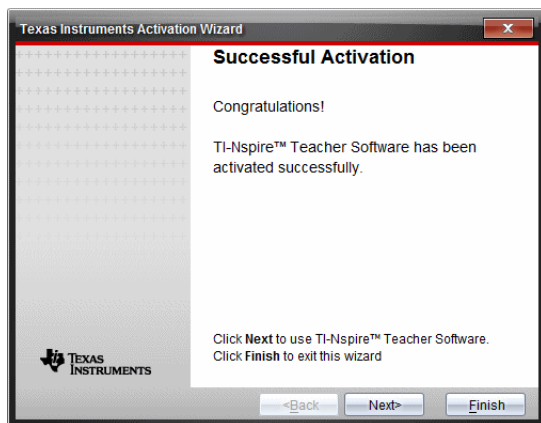 Texas Instruments Activation Wizard
x
Successful Activation
Congratulations!
TI-Nspire™ Teacher Software has been
activated successfully.
Click Next to use TI-Nspire™ Teacher Software.
Click Finish to exit this wizard
TEXAS
INSTRUMENTS
<Back
Next>
Finish